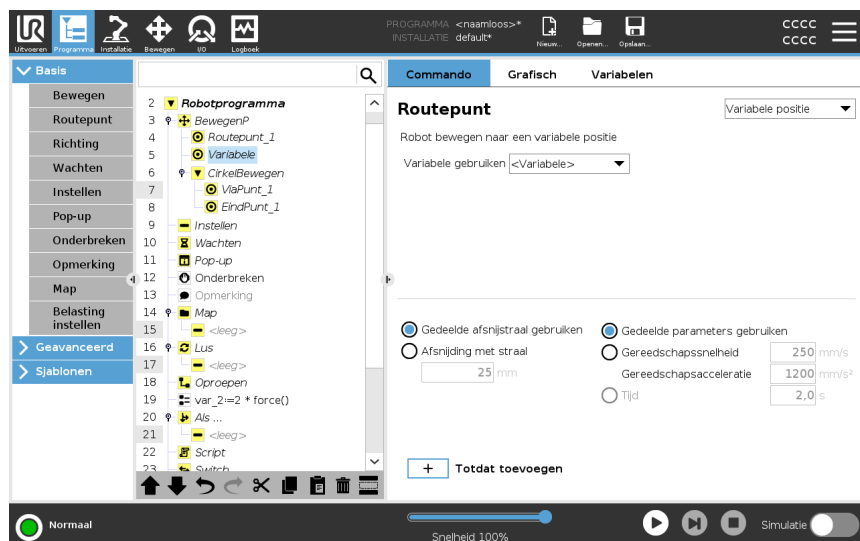 UR
Uitvoeren
Programma
Installatie
Bewegen
I/O
Logboek
PROGRAMMA <naamloos>*
INSTALLATIE default*
Nieuw...
Openen...
Opslaan...
CCCC
CCCC
Basis
Bewegen
Routepunt
Richting
Wachten
Instellen
Pop-up
Onderbreken
Opmerking
Map
Belasting
instellen
Geavanceerd
Sjablonen
2 Robotprogramma
3 BewegenP
4 Routepunt_1
5 Variabele
6 CirkelBewegen
7 ViaPunt_1
8 EindPunt_1
9 Instellen
10 Wachten
11 Pop-up
12 Onderbreken
13 Opmerking
14 Map
15 <leeg>
16 Lus
17 <leeg>
18 Oproepen
19 var_2:=2 * force()
20 Als ...
21 <leeg>
22 Script
23 Switch
Commando Grafisch Variabelen
Routepunt
Variabele positie
Robot bewegen naar een variabele positie
Variabele gebruiken <Variabele>
Gedeelde afsnijstraal gebruiken
Afsnijding met straal
25 mm
Gedeelde parameters gebruiken
Gereedschapssnelheid 250 mm/s
Gereedschapsacceleratie 1200 mm/s²
Tijd 2,0 s
+ Totdat toevoegen
Normaal
Snelheid 100%
Simulatie